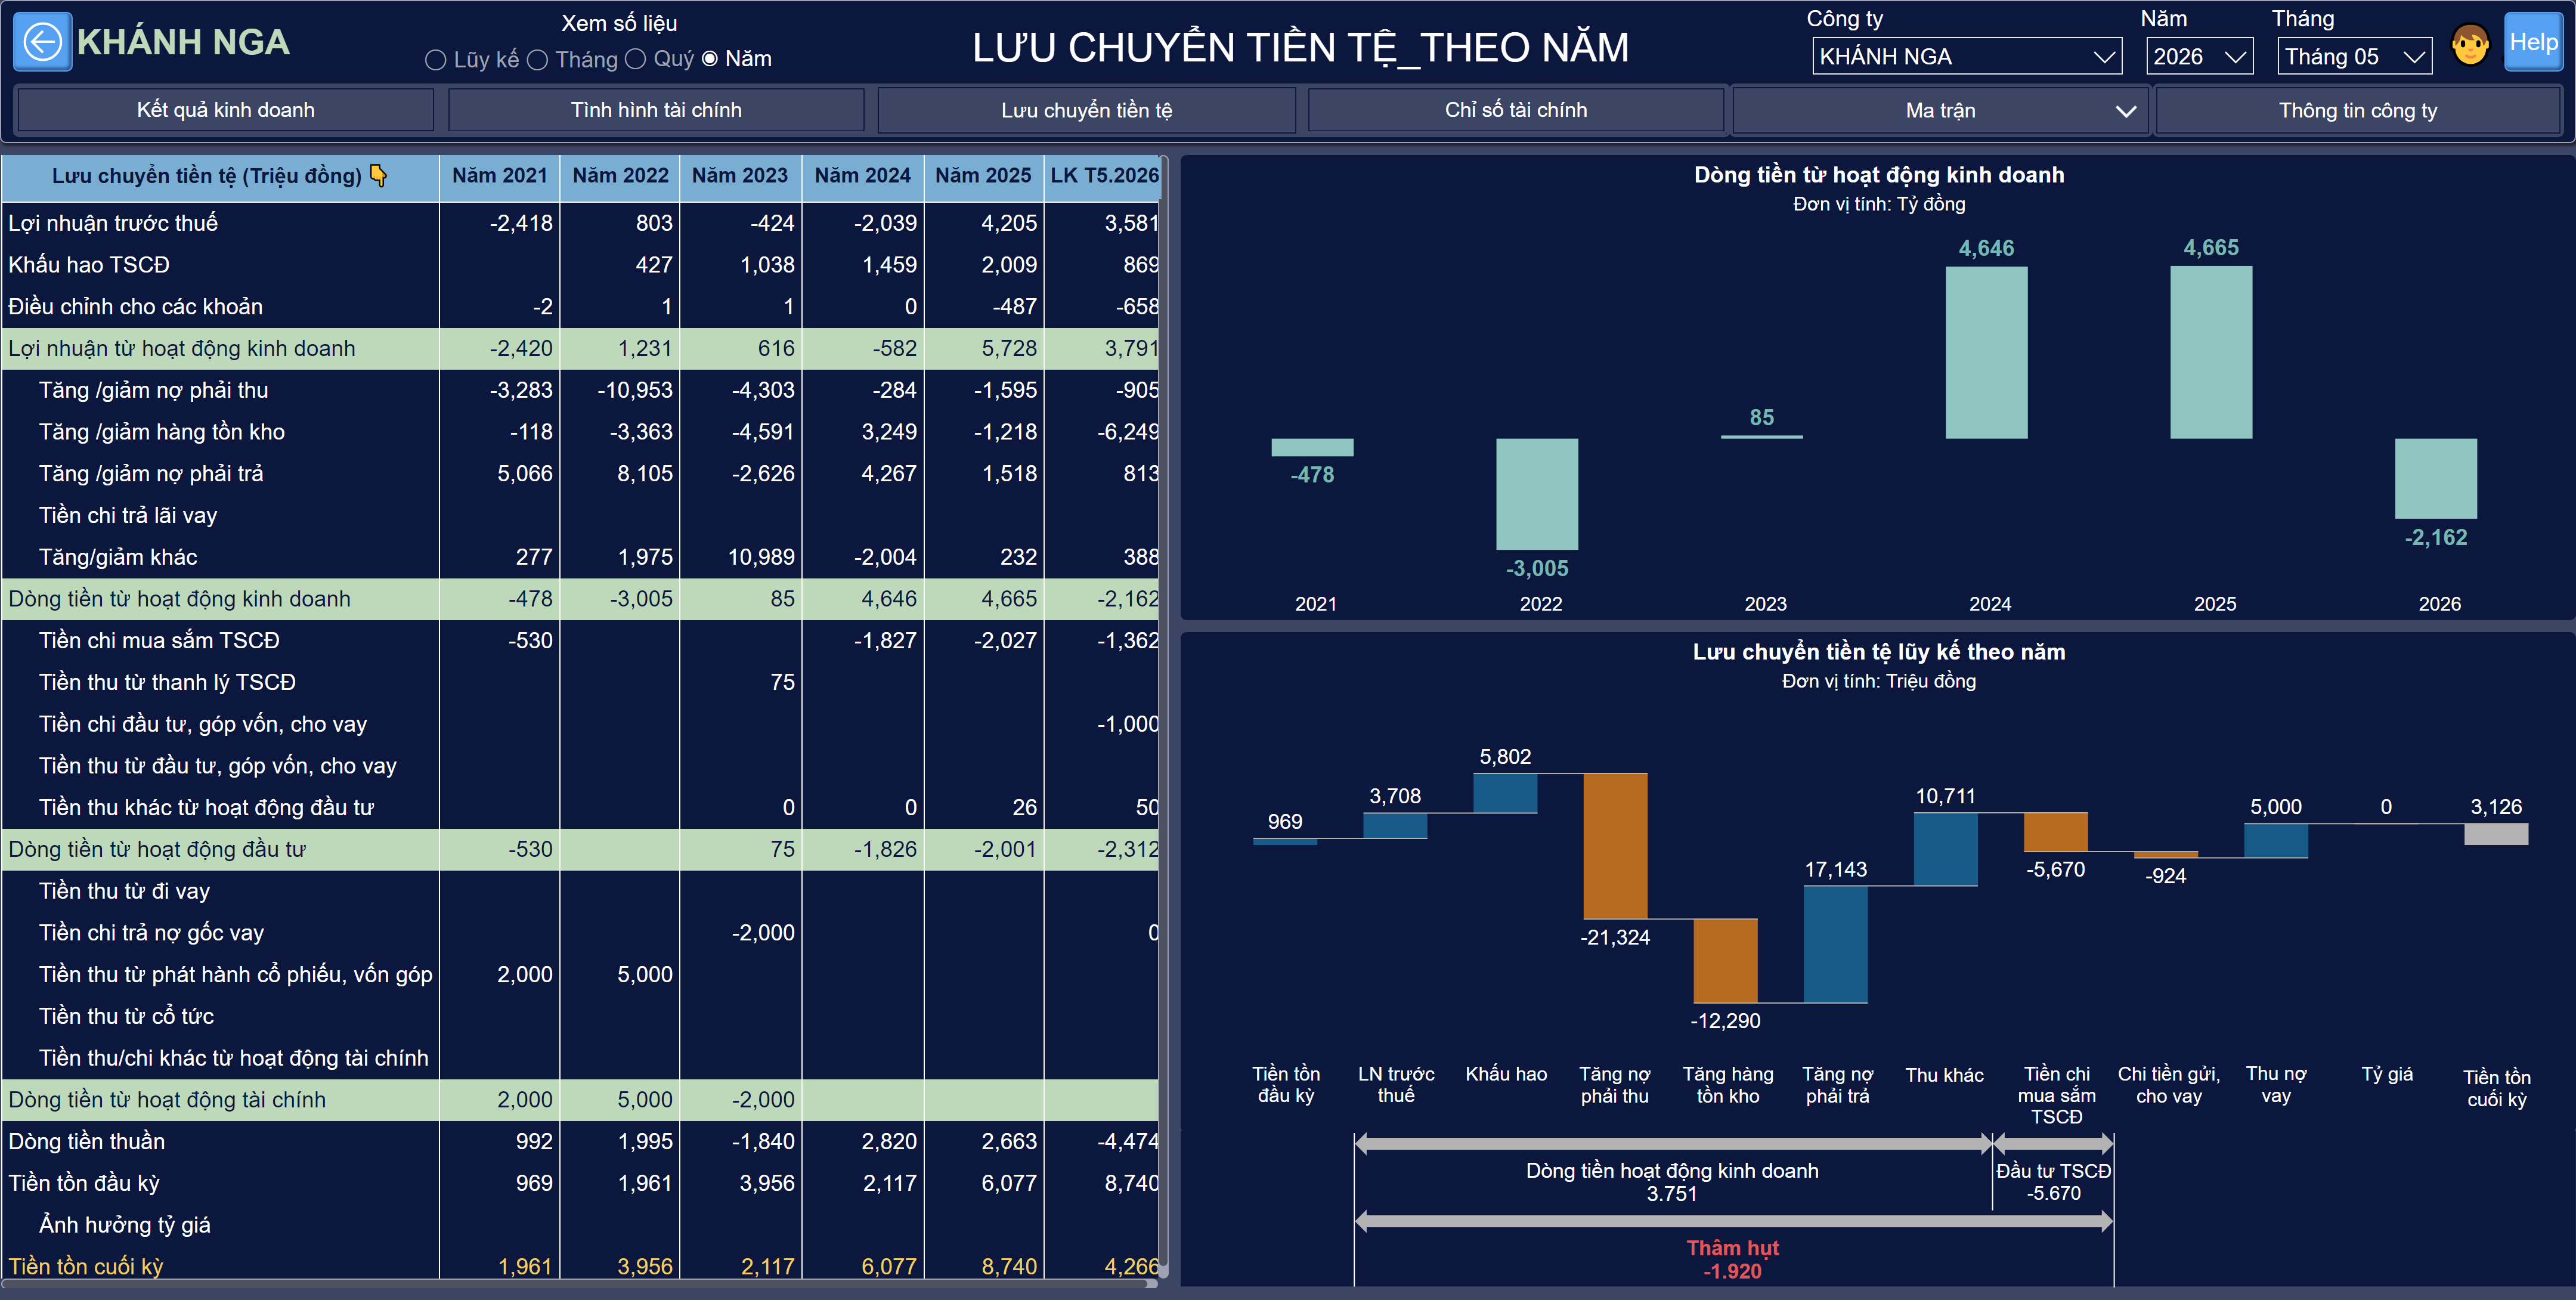 KHÁNH NGA
Xem số liệu
Lũy kế Tháng Quý Năm
LƯU CHUYỂN TIỀN TỆ_THEO NĂM
Công ty Năm Tháng
KHÁNH NGA 2026 Tháng 05 Help
Kết quả kinh doanh Tình hình tài chính Lưu chuyển tiền tệ Chỉ số tài chính Ma trận Thông tin công ty
Lưu chuyển tiền tệ (Triệu đồng) Năm 2021 Năm 2022 Năm 2023 Năm 2024 Năm 2025 LK T5.2026
Lợi nhuận trước thuế -2,418 803 -424 -2,039 4,205 3,581
Khấu hao TSCĐ 427 1,038 1,459 2,009 869
Điều chỉnh cho các khoản -2 1 1 0 -487 -658
Lợi nhuận từ hoạt động kinh doanh -2,420 1,231 616 -582 5,728 3,791
Tăng /giảm nợ phải thu -3,283 -10,953 -4,303 -284 -1,595 -905
Tăng /giảm hàng tồn kho -118 -3,363 -4,591 3,249 -1,218 -6,249
Tăng /giảm nợ phải trả 5,066 8,105 -2,626 4,267 1,518 813
Tiền chi trả lãi vay
Tăng/giảm khác 277 1,975 10,989 -2,004 232 388
Dòng tiền từ hoạt động kinh doanh -478 -3,005 85 4,646 4,665 -2,162
Tiền chi mua sắm TSCĐ -530 -1,827 -2,027 -1,362
Tiền thu từ thanh lý TSCĐ 75
Tiền chi đầu tư, góp vốn, cho vay -1,000
Tiền thu từ đầu tư, góp vốn, cho vay
Tiền thu khác từ hoạt động đầu tư 0 0 26 50
Dòng tiền từ hoạt động đầu tư -530 75 -1,826 -2,001 -2,312
Tiền thu từ đi vay
Tiền chi trả nợ gốc vay -2,000 0
Tiền thu từ phát hành cổ phiếu, vốn góp 2,000 5,000
Tiền thu từ cổ tức
Tiền thu/chi khác từ hoạt động tài chính
Dòng tiền từ hoạt động tài chính 2,000 5,000 -2,000
Dòng tiền thuần 992 1,995 -1,840 2,820 2,663 -4,474
Tiền tồn đầu kỳ 969 1,961 3,956 2,117 6,077 8,740
Ảnh hưởng tỷ giá
Tiền tồn cuối kỳ 1,961 3,956 2,117 6,077 8,740 4,266
Dòng tiền từ hoạt động kinh doanh
Đơn vị tính: Tỷ đồng
4,646 4,665
85
-478
-3,005
-2,162
2021 2022 2023 2024 2025 2026
Lưu chuyển tiền tệ lũy kế theo năm
Đơn vị tính: Triệu đồng
969 3,708 5,802 -21,324 -12,290 17,143 10,711 -5,670 -924 5,000 0 3,126
Tiền tồn LN trước Khấu hao Tăng nợ Tăng hàng Tăng nợ Thu khác Tiền chi Chi tiền gửi, Thu nợ Tỷ giá Tiền tồn
đầu kỳ thuế phải thu tồn kho phải trả mua sắm cho vay vay cuối kỳ
TSCĐ
Dòng tiền hoạt động kinh doanh Đầu tư TSCĐ
3.751 -5.670
Thâm hụt
-1.920